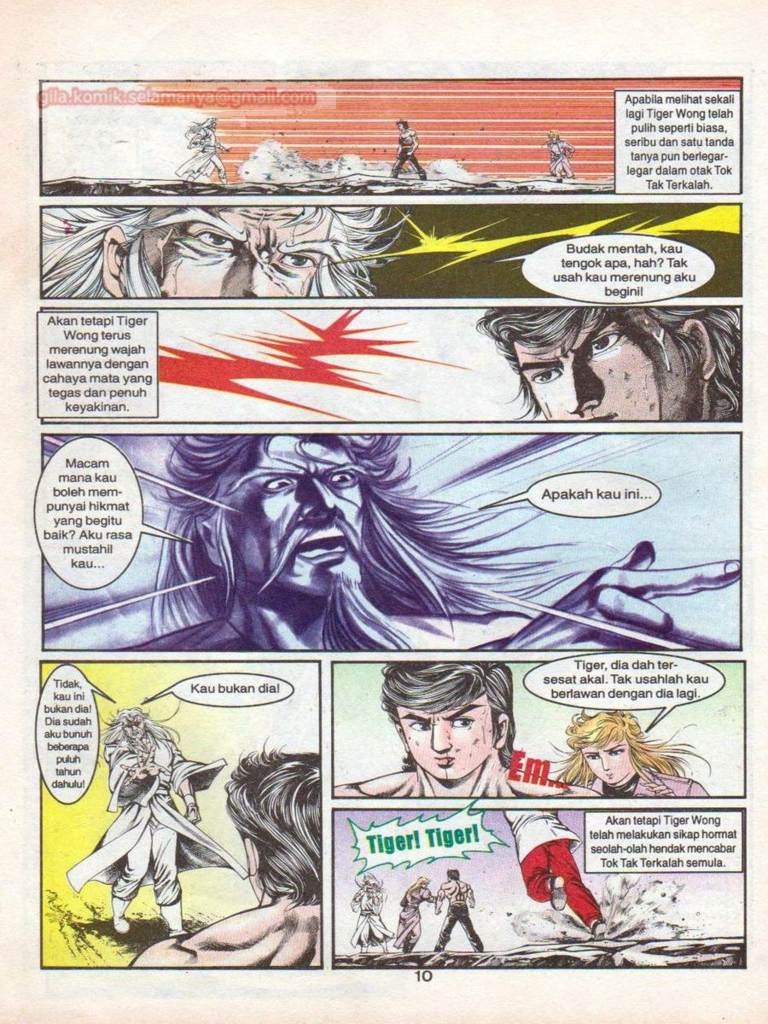 gila.komik.selamanya@gmail.com
Apabila melihat sekali
lagi Tiger Wong telah
pulih seperti biasa,
seribu dan satu tanda
tanya pun berlegar-
legar dalam otak Tok
Tak Terkalah.
Budak mentah, kau
tengok apa, hah? Tak
usah kau merenung aku
begini!
Akan tetapi Tiger
Wong terus
merenung wajah
lawannya dengan
cahaya mata yang
tegas dan penuh
keyakinan.
Macam
mana kau
boleh mem-
punyai hikmat
yang begitu
baik? Aku rasa
mustahil
kau...
Apakah kau ini...
Tidak,
kau ini
bukan dia!
Dia sudah
aku bunuh
beberapa
puluh
tahun
dahulu!
Kau bukan dia!
Tiger, dia dah ter-
sesat akal. Tak usahlah kau
berlawan dengan dia lagi.
Em...
Tiger! Tiger!
Akan tetapi Tiger Wong
telah melakukan sikap hormat
seolah-olah hendak mencabar
Tok Tak Terkalah semula.
10